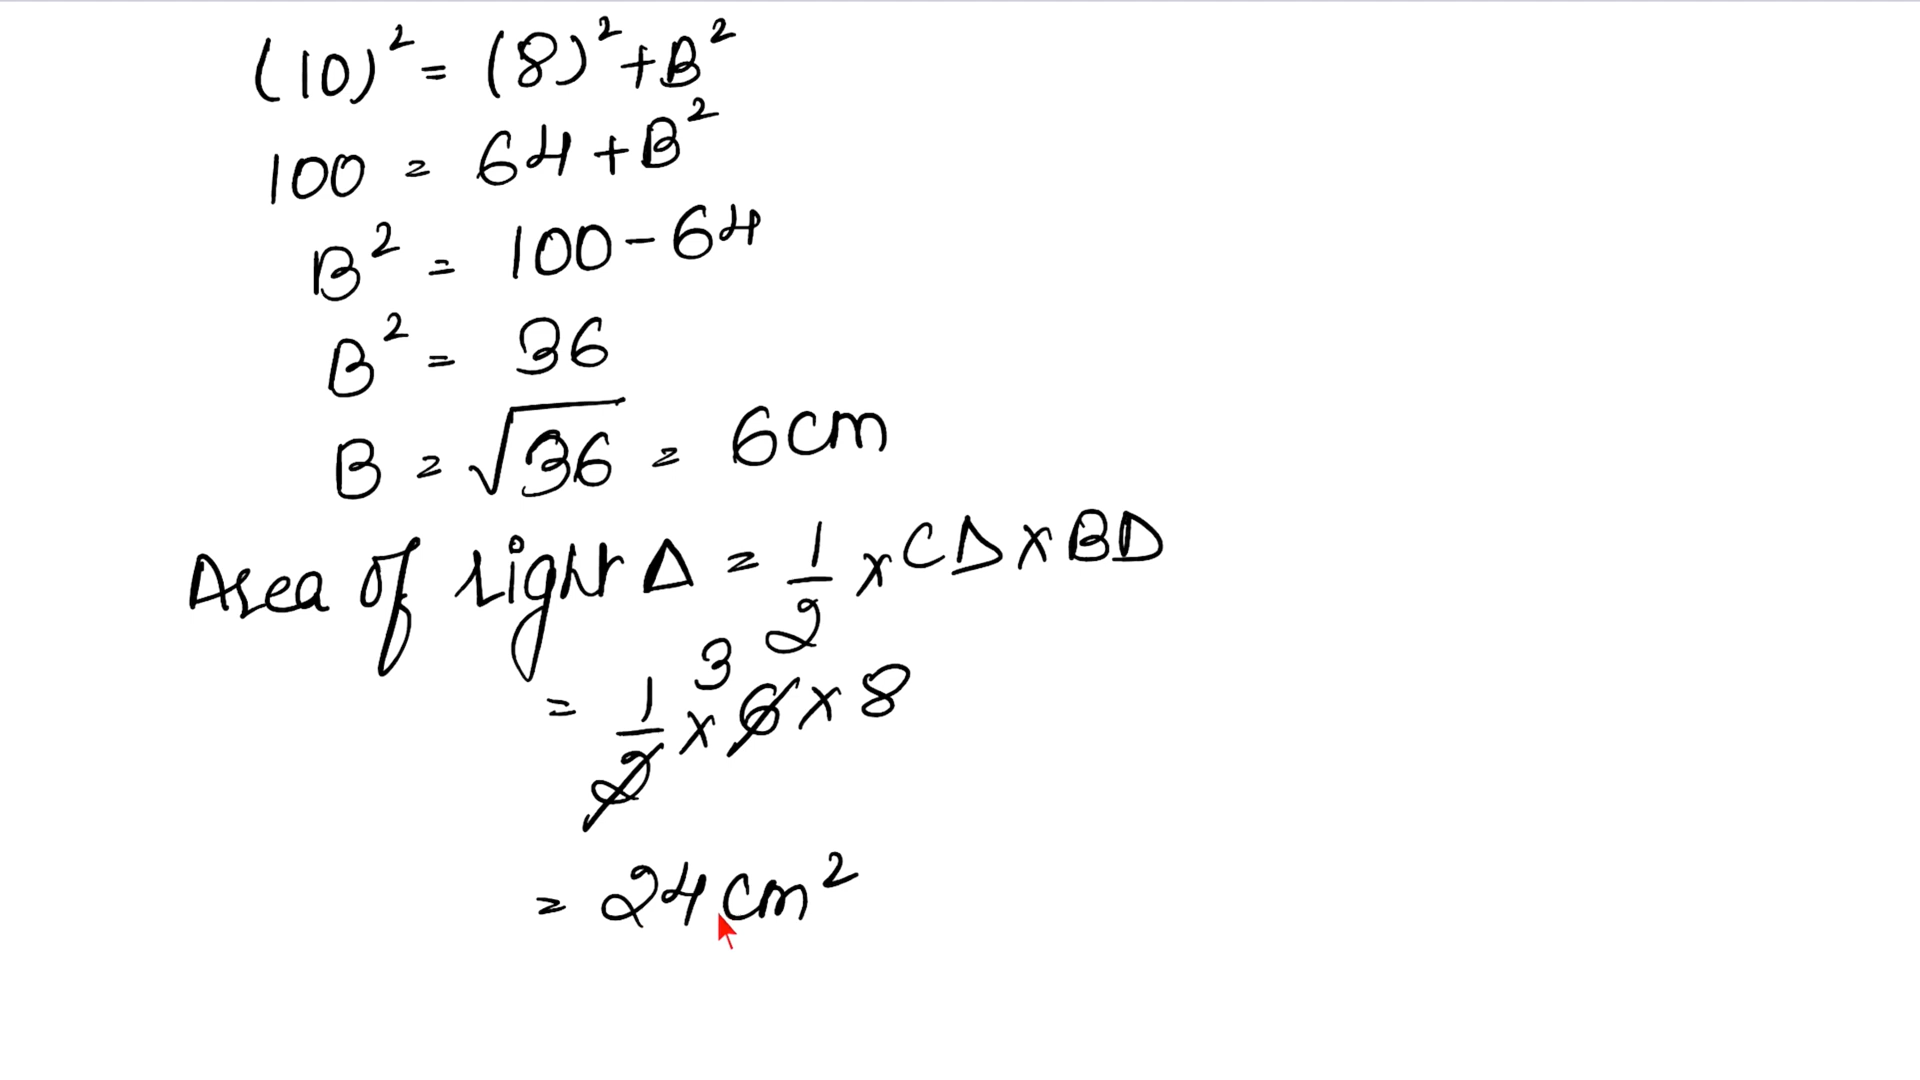 (10)² = (8)² + B²
100 = 64 + B²
B² = 100 - 64
B² = 36
B = √36 = 6cm
Area of right Δ = 1/2 × CD × BD
= 1/2 × 6 × 8 3
= 24 cm²